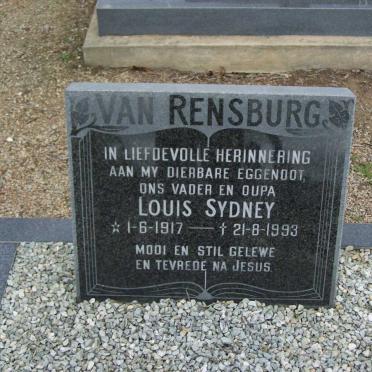 VAN RENSBURG
IN LIEFDEVOLLE HERINNERING
AAN MY DIERBARE EGGENOOT,
ONS VADER EN OUPA
LOUIS SYDNEY
☆ 1-6-1917 — ✝ 21-8-1993
MOOI EN STIL GELEWE
EN TEVREDE NA JESUS.